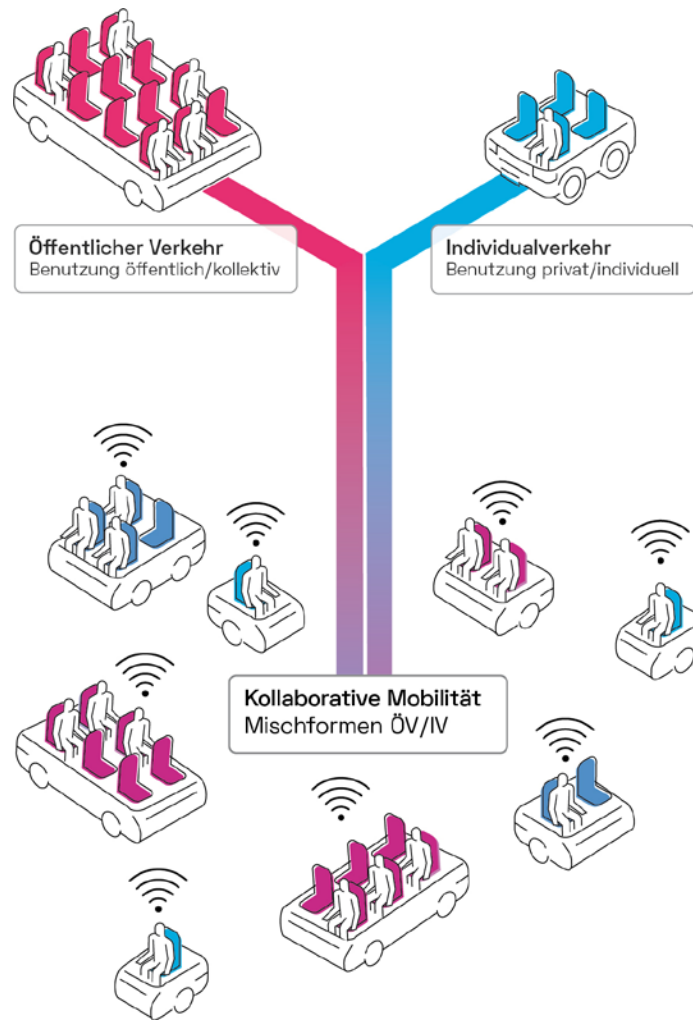 Öffentlicher Verkehr
Benutzung öffentlich/kollektiv
Individualverkehr
Benutzung privat/individuell
Kollaborative Mobilität
Mischformen ÖV/IV